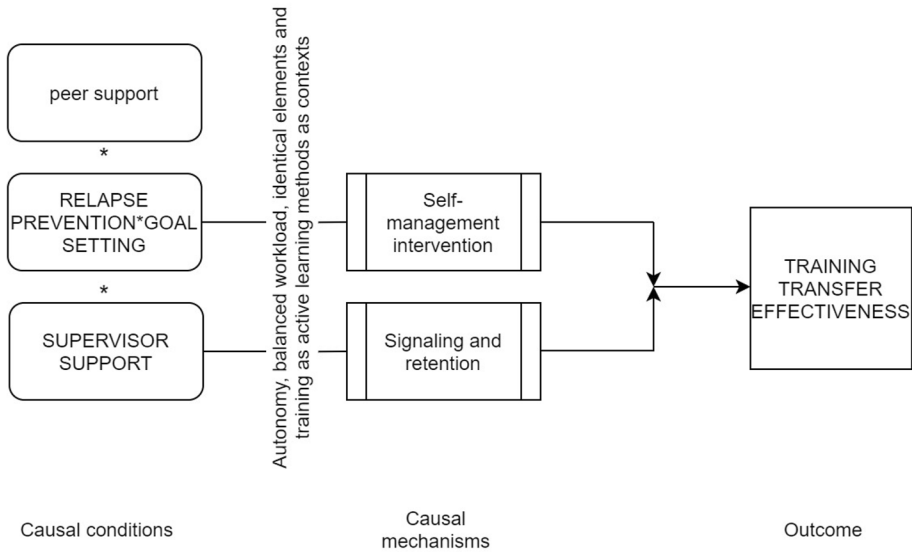 peer support
*
RELAPSE
PREVENTION*GOAL
SETTING
*
SUPERVISOR
SUPPORT
Autonomy, balanced workload, identical elements and
training as active learning methods as contexts
Self-
management
intervention
Signaling and
retention
TRAINING
TRANSFER
EFFECTIVENESS
Causal conditions
Causal
mechanisms
Outcome